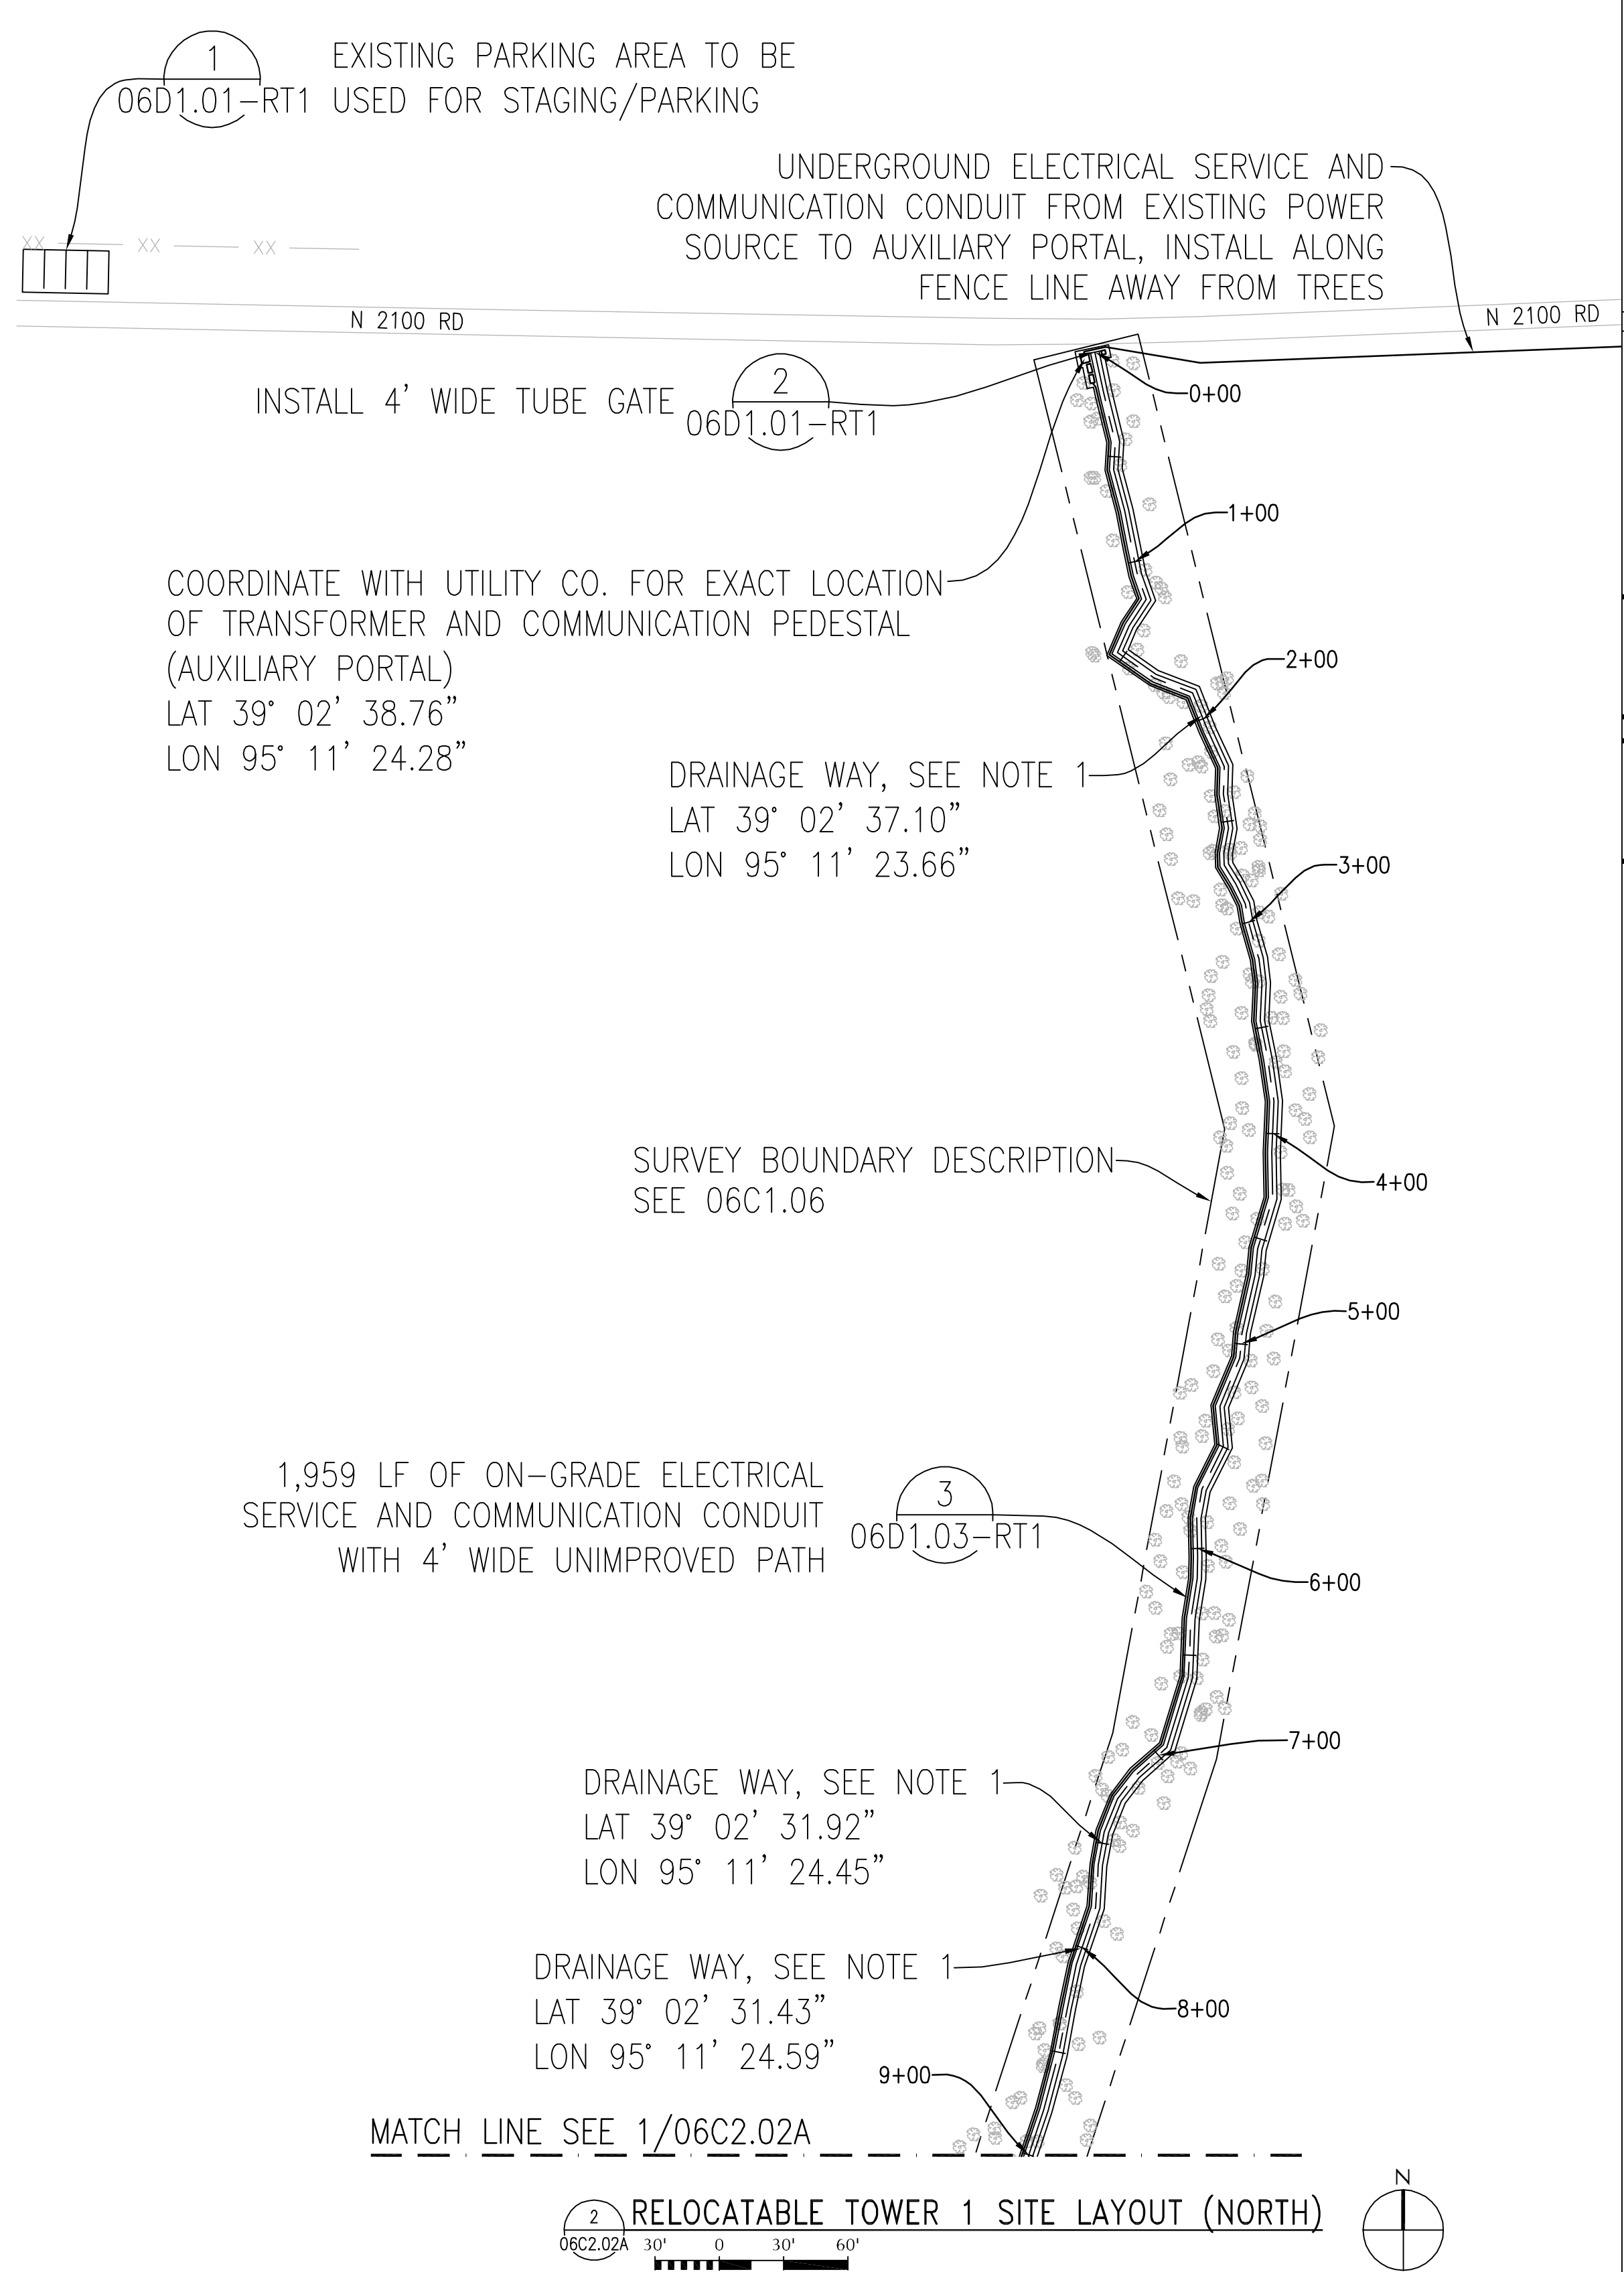 1
06D1.01-RT1
EXISTING PARKING AREA TO BE
USED FOR STAGING/PARKING
UNDERGROUND ELECTRICAL SERVICE AND
COMMUNICATION CONDUIT FROM EXISTING POWER
SOURCE TO AUXILIARY PORTAL, INSTALL ALONG
FENCE LINE AWAY FROM TREES
XX XX XX
N 2100 RD
N 2100 RD
INSTALL 4' WIDE TUBE GATE
2
06D1.01-RT1
0+00
1+00
COORDINATE WITH UTILITY CO. FOR EXACT LOCATION
OF TRANSFORMER AND COMMUNICATION PEDESTAL
(AUXILIARY PORTAL)
LAT 39° 02' 38.76"
LON 95° 11' 24.28"
2+00
DRAINAGE WAY, SEE NOTE 1
LAT 39° 02' 37.10"
LON 95° 11' 23.66"
3+00
SURVEY BOUNDARY DESCRIPTION
SEE 06C1.06
4+00
5+00
1,959 LF OF ON-GRADE ELECTRICAL
SERVICE AND COMMUNICATION CONDUIT
WITH 4' WIDE UNIMPROVED PATH
3
06D1.03-RT1
6+00
7+00
DRAINAGE WAY, SEE NOTE 1
LAT 39° 02' 31.92"
LON 95° 11' 24.45"
DRAINAGE WAY, SEE NOTE 1
LAT 39° 02' 31.43"
LON 95° 11' 24.59"
8+00
9+00
MATCH LINE SEE 1/06C2.02A
2
06C2.02A
RELOCATABLE TOWER 1 SITE LAYOUT (NORTH)
30' 0 30' 60'
N